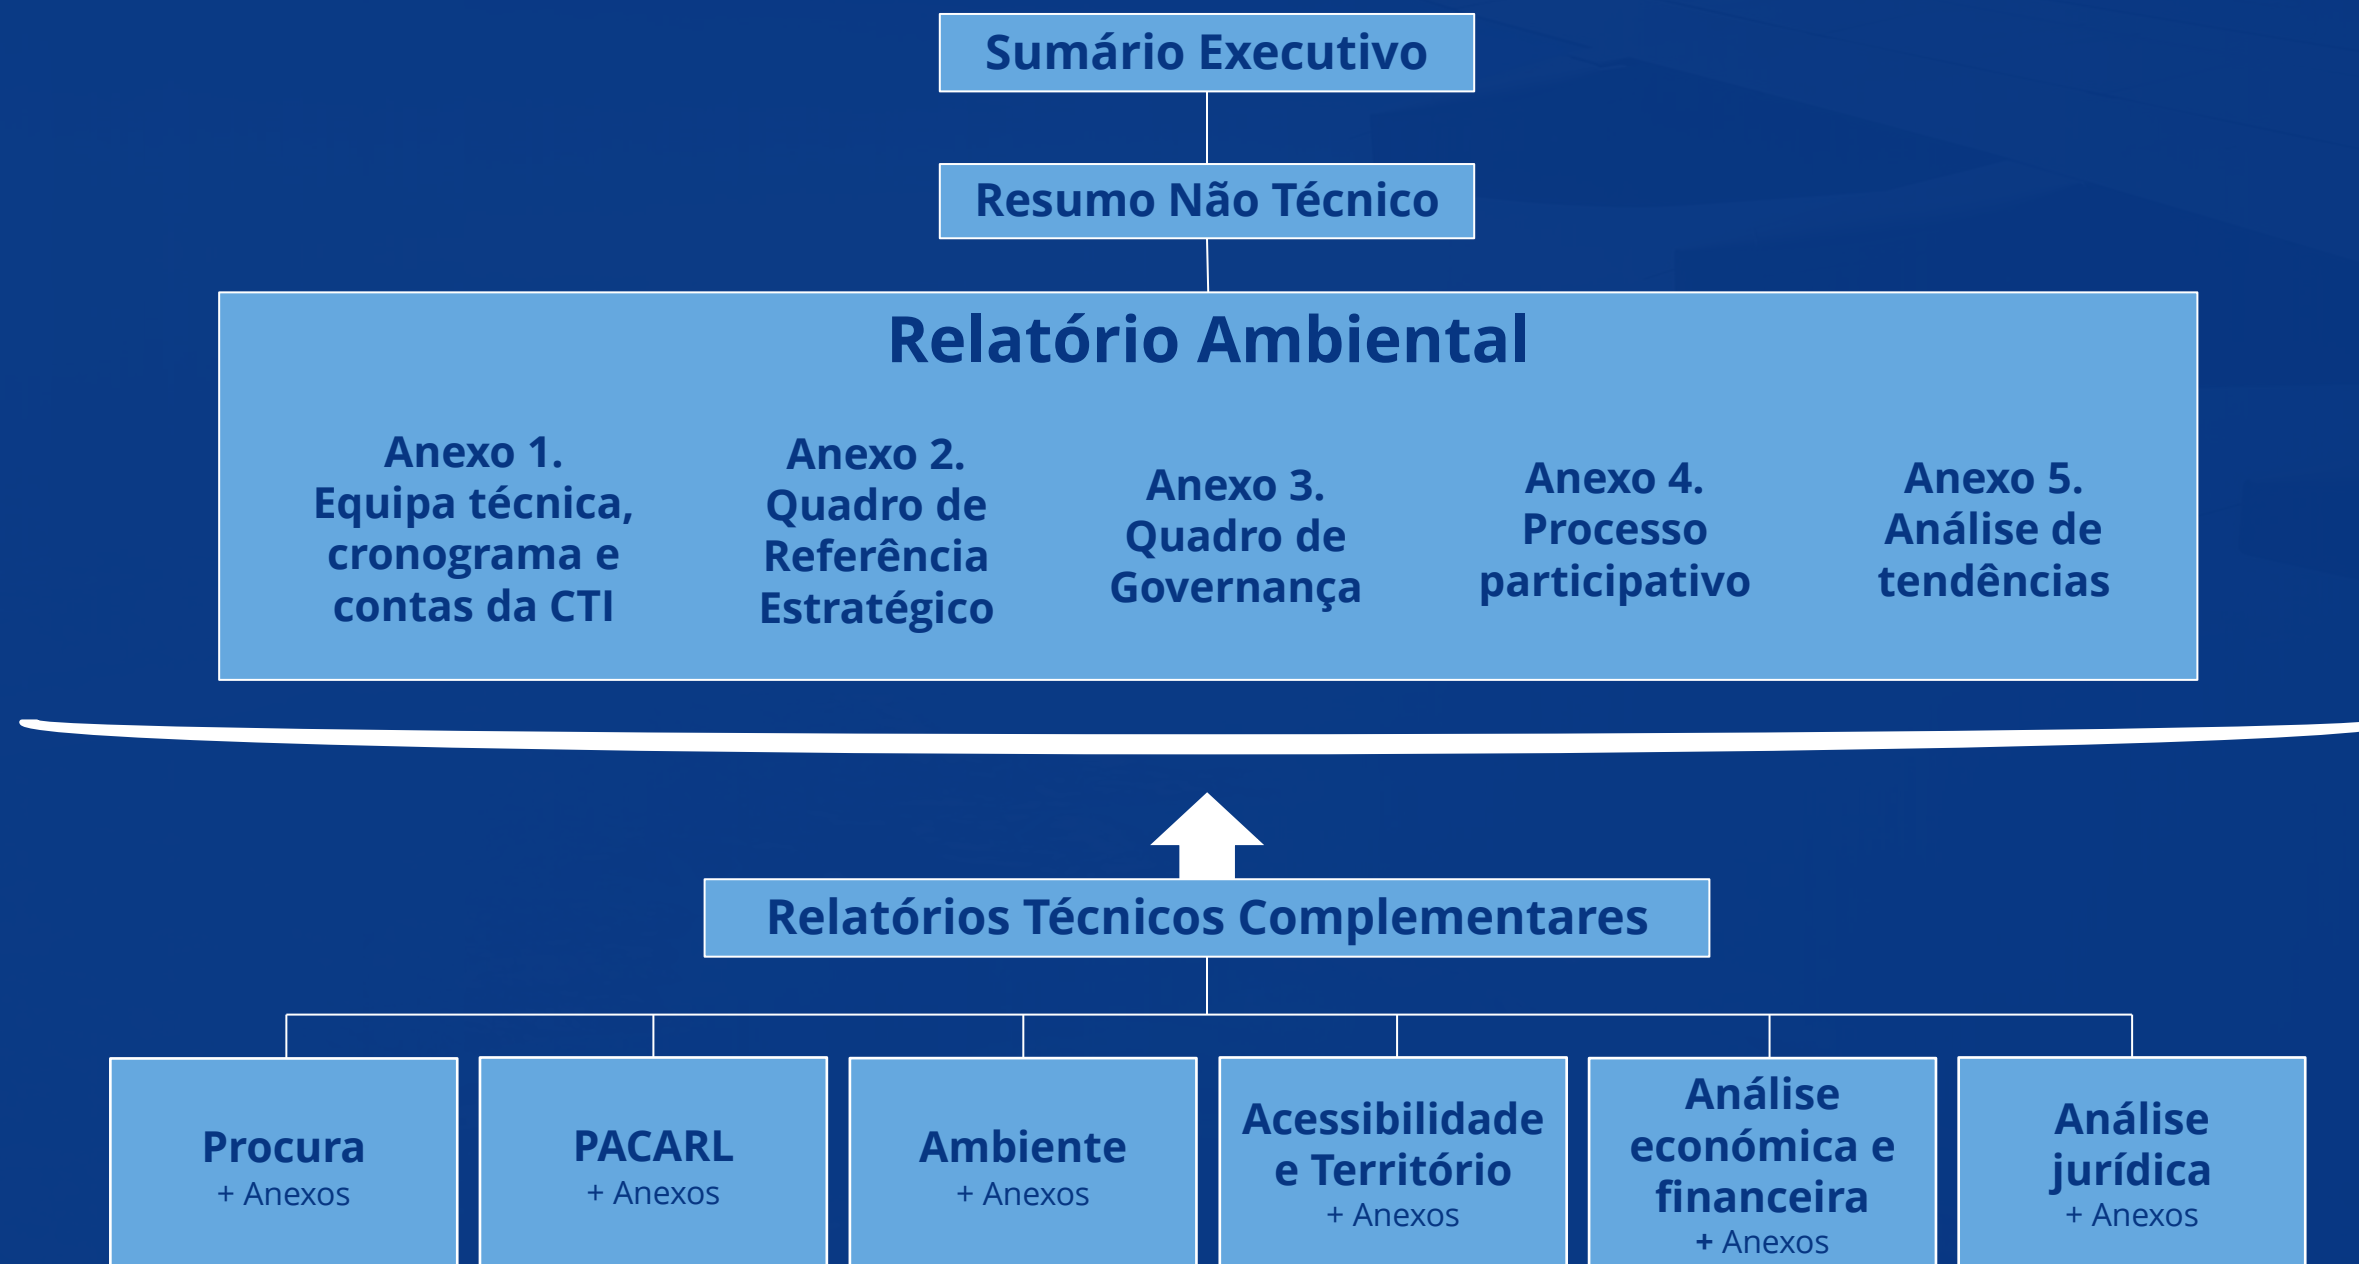 Sumário Executivo
Resumo Não Técnico
Relatório Ambiental
Anexo 1.
Equipa técnica,
cronograma e
contas da CTI
Anexo 2.
Quadro de
Referência
Estratégico
Anexo 3.
Quadro de
Governança
Anexo 4.
Processo
participativo
Anexo 5.
Análise de
tendências
Relatórios Técnicos Complementares
Procura
+ Anexos
PACARL
+ Anexos
Ambiente
+ Anexos
Acessibilidade
e Território
+ Anexos
Análise
económica e
financeira
+ Anexos
Análise
jurídica
+ Anexos